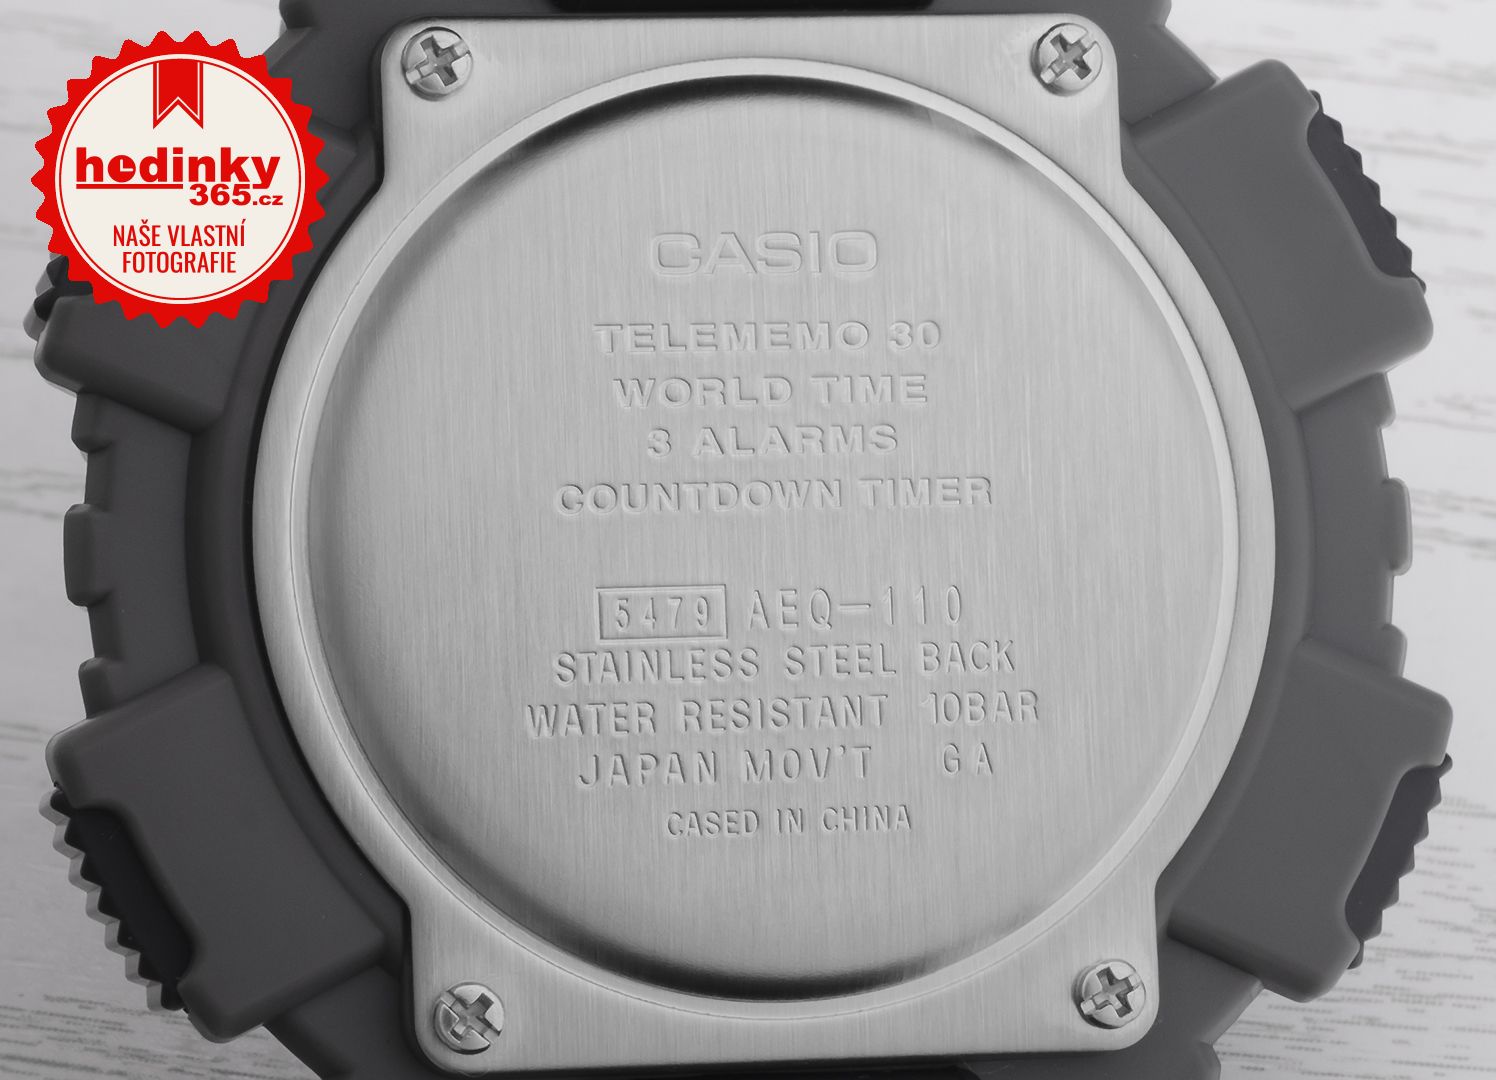 hodinky
365.cz
NAŠE VLASTNÍ
FOTOGRAFIE
CASIO
TELEMEMO 30
WORLD TIME
3 ALARMS
COUNTDOWN TIMER
5479 AEQ-110
STAINLESS STEEL BACK
WATER RESISTANT 10BAR
JAPAN MOV'T GA
CASED IN CHINA